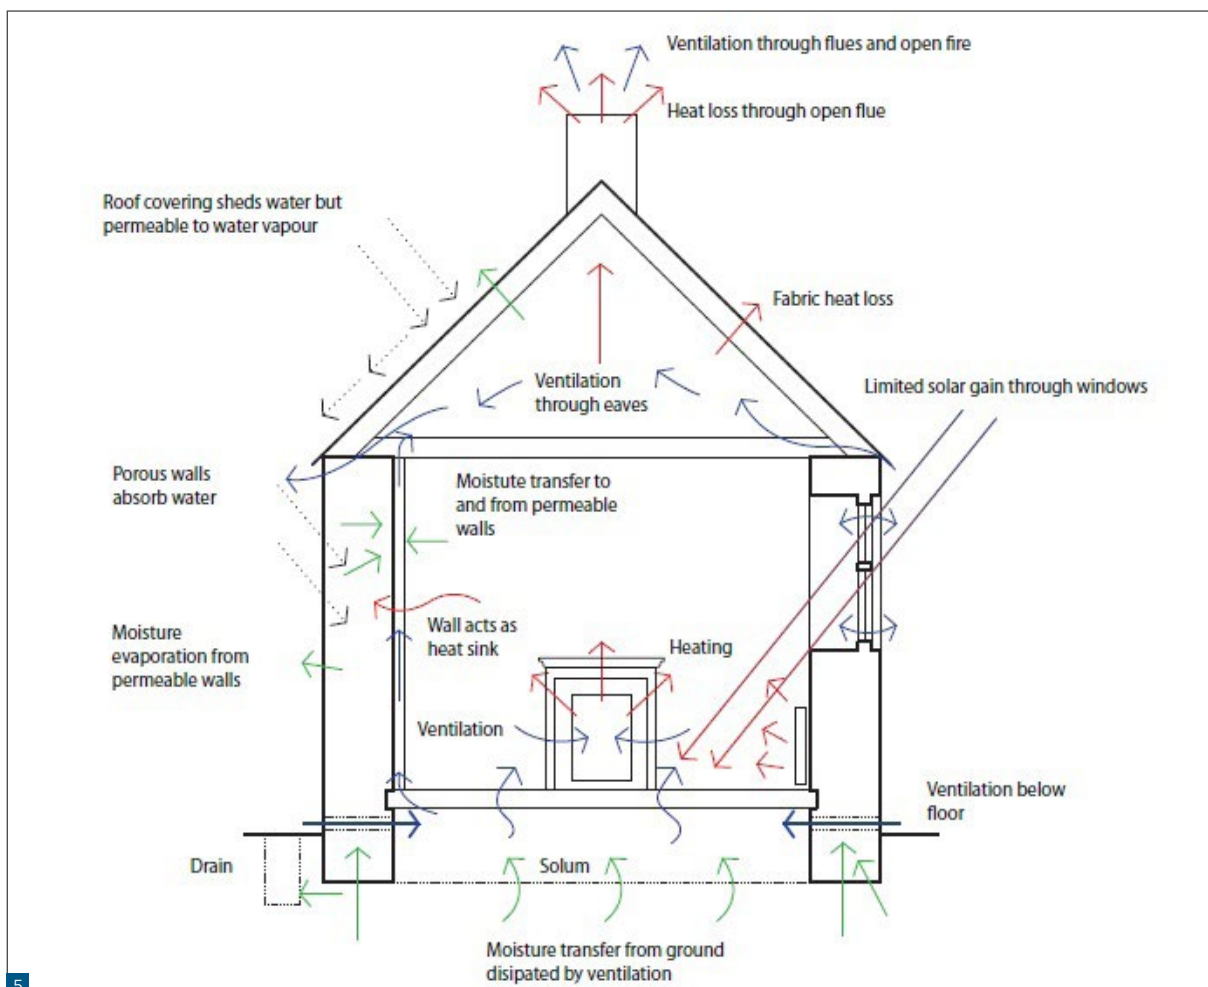 Ventilation through flues and open fire
Heat loss through open flue
Roof covering sheds water but
permeable to water vapour
Fabric heat loss
Ventilation
through eaves
Limited solar gain through windows
Porous walls
absorb water
Moistute transfer to
and from permeable
walls
Wall acts as
heat sink
Heating
Moisture
evaporation from
permeable walls
Ventilation
Ventilation below
floor
Drain
Solum
Moisture transfer from ground
disipated by ventilation
5